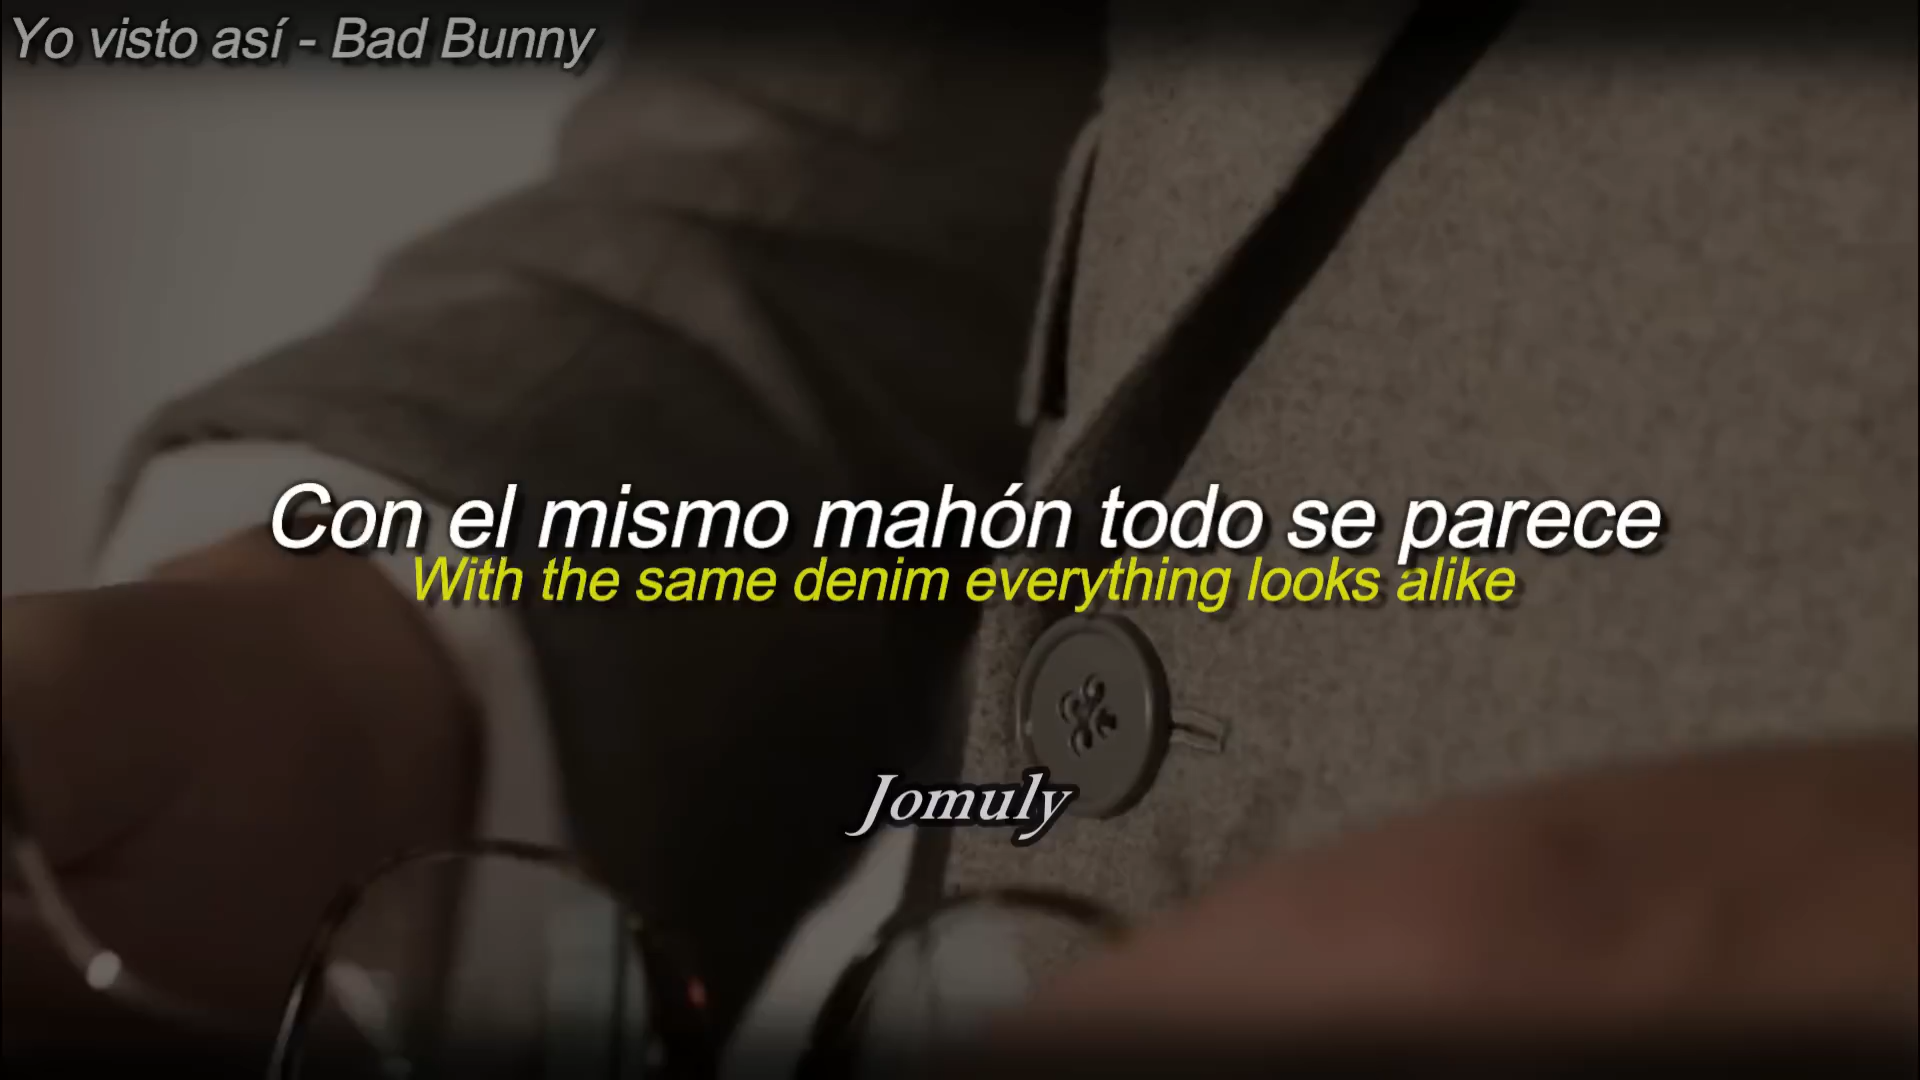 Yo visto así - Bad Bunny
Con el mismo mahón todo se parece
With the same denim everything looks alike
Jomuly